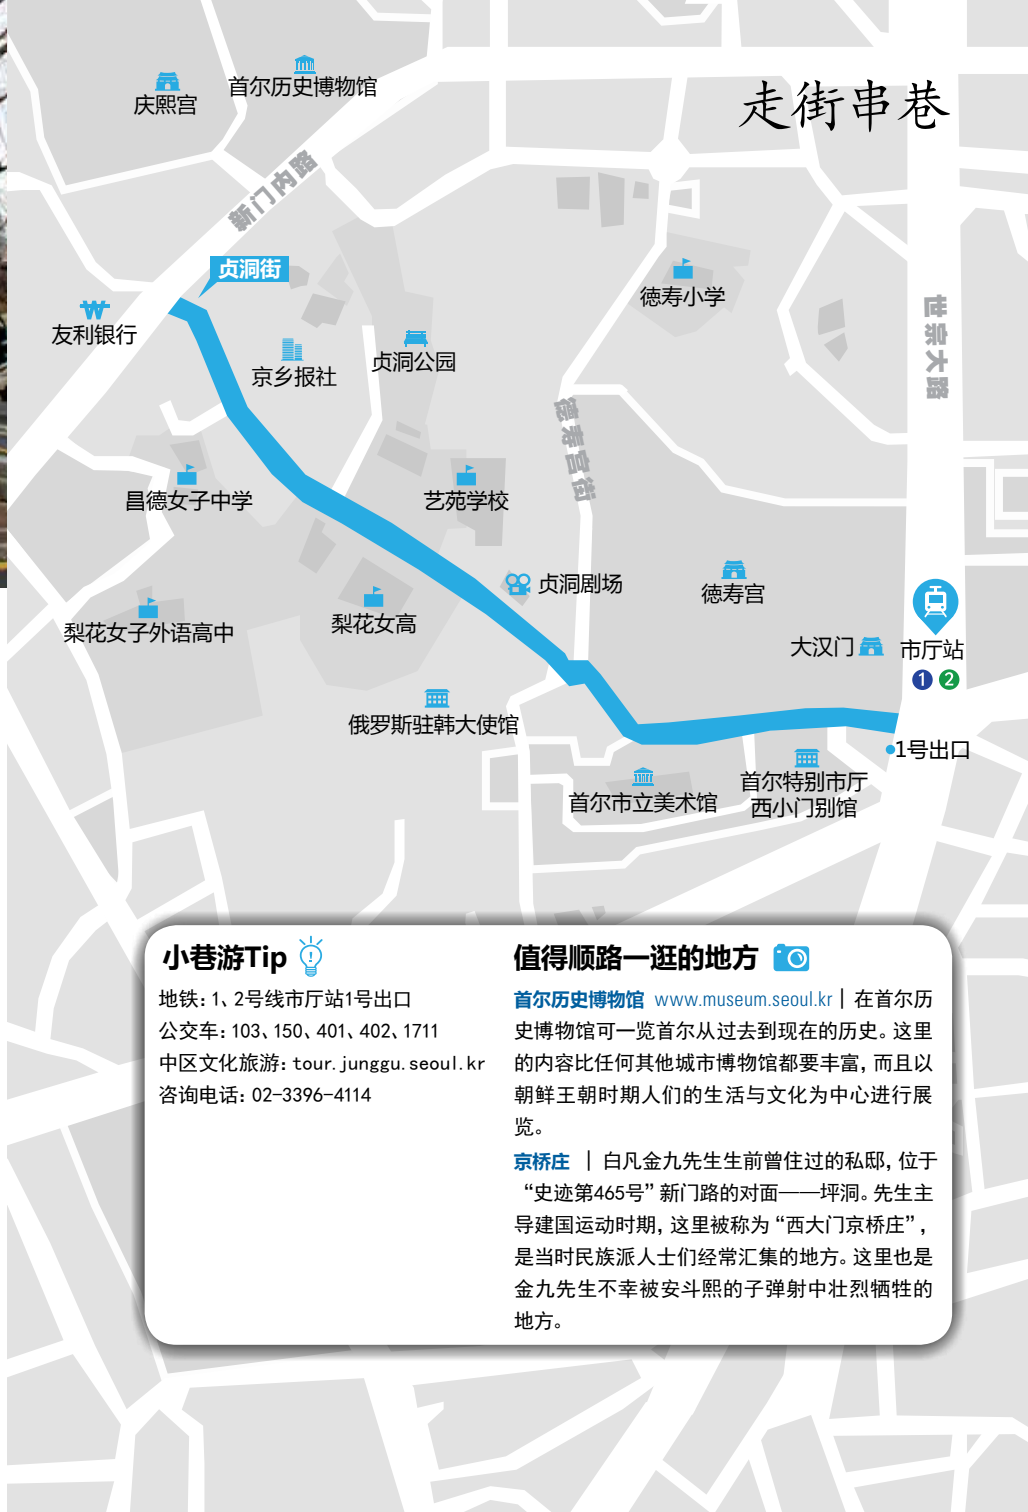 走街串巷
首尔历史博物馆
庆熙宫
新门内路
贞洞街
德寿小学
友利银行
世宗大路
贞洞公园
京乡报社
德寿宫街
昌德女子中学
艺苑学校
贞洞剧场
德寿宫
梨花女子外语高中
梨花女高
大汉门
市厅站
1 2
俄罗斯驻韩大使馆
1号出口
首尔市立美术馆
首尔特别市厅
西小门别馆
小巷游Tip
地铁：1、2号线市厅站1号出口
公交车：103、150、401、402、1711
中区文化旅游：tour.junggu.seoul.kr
咨询电话：02-3396-4114
值得顺路一逛的地方
首尔历史博物馆 www.museum.seoul.kr | 在首尔历
史博物馆可一览首尔从过去到现在的历史。这里
的内容比任何其他城市博物馆都要丰富，而且以
朝鲜王朝时期人们的生活与文化为中心进行展
览。
京桥庄 | 白凡金九先生生前曾住过的私邸，位于
“史迹第465号”新门路的对面——坪洞。先生主
导建国运动时期，这里被称为“西大门京桥庄”，
是当时民族派人士们经常汇集的地方。这里也是
金九先生不幸被安斗熙的子弹射中壮烈牺牲的
地方。